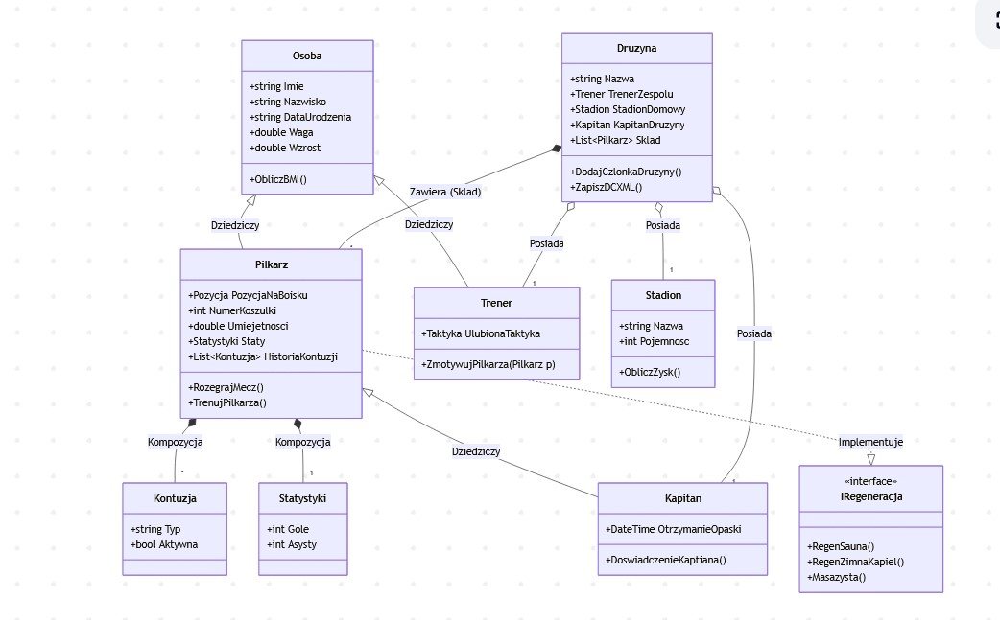 Osoba
+string Imie
+string Nazwisko
+string DataUrodzenia
+double Waga
+double Wzrost
+ObliczBMI()
Druzyna
+string Nazwa
+Trener TrenerZespolu
+Stadion StadionDomowy
+Kapitan KapitanDruzyny
+List<Pilkarz> Sklad
+DodajCzlonkaDruzyny()
+ZapiszDCXML()
Zawiera (Sklad)
Dziedziczy
Dziedziczy
Posiada
Posiada
*
1
1
Pilkarz
+Pozycja PozycjaNaBoisku
+int NumerKoszulki
+double Umiejetnosci
+Statystyki Staty
+List<Kontuzja> HistoriaKontuzji
+RozegrajMecz()
+TrenujPilkarza()
Trener
+Taktyka UlubionaTaktyka
+ZmotywujPilkarza(Pilkarz p)
Stadion
+string Nazwa
+int Pojemnosc
+ObliczZysk()
Posiada
Kompozycja
Kompozycja
Dziedziczy
Implementuje
*
1
1
Kontuzja
+string Typ
+bool Aktywna
Statystyki
+int Gole
+int Asysty
Kapitan
+DateTime OtrzymanieOpaski
+DoswiadczenieKaptiana()
«interface»
IRegeneracja
+RegenSauna()
+RegenZimnaKapiel()
+Masazysta()